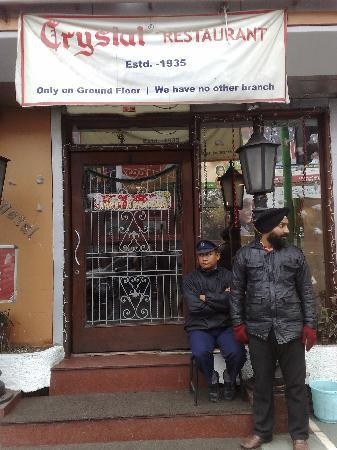 Crystal® RESTAURANT
Estd. -1935
Only on Ground Floor | We have no other branch